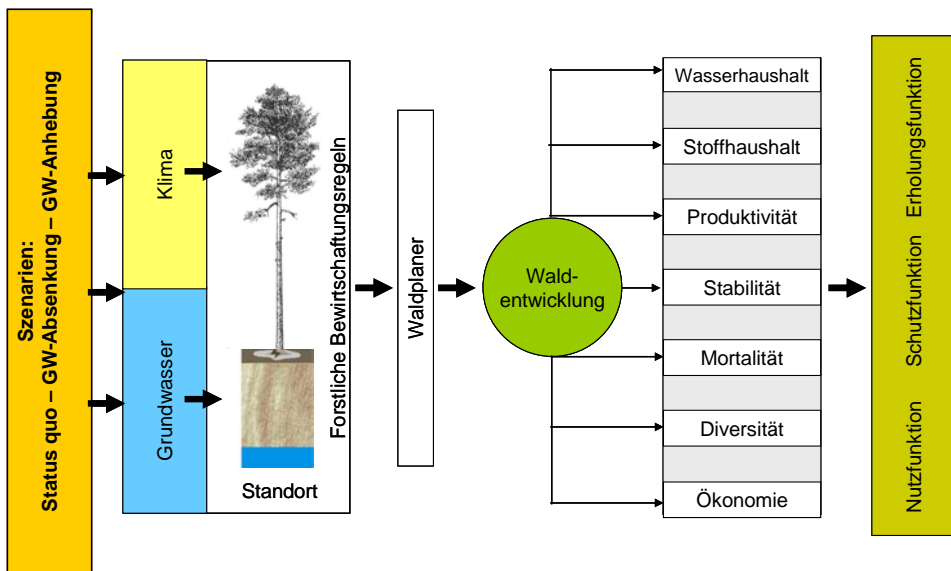 Szenarien:
Status quo – GW-Absenkung – GW-Anhebung
Klima
Grundwasser
Standort
Forstliche Bewirtschaftungsregeln
Waldplaner
Wald-
entwicklung
Wasserhaushalt
Stoffhaushalt
Produktivität
Stabilität
Mortalität
Diversität
Ökonomie
Nutzfunktion Schutzfunktion Erholungsfunktion